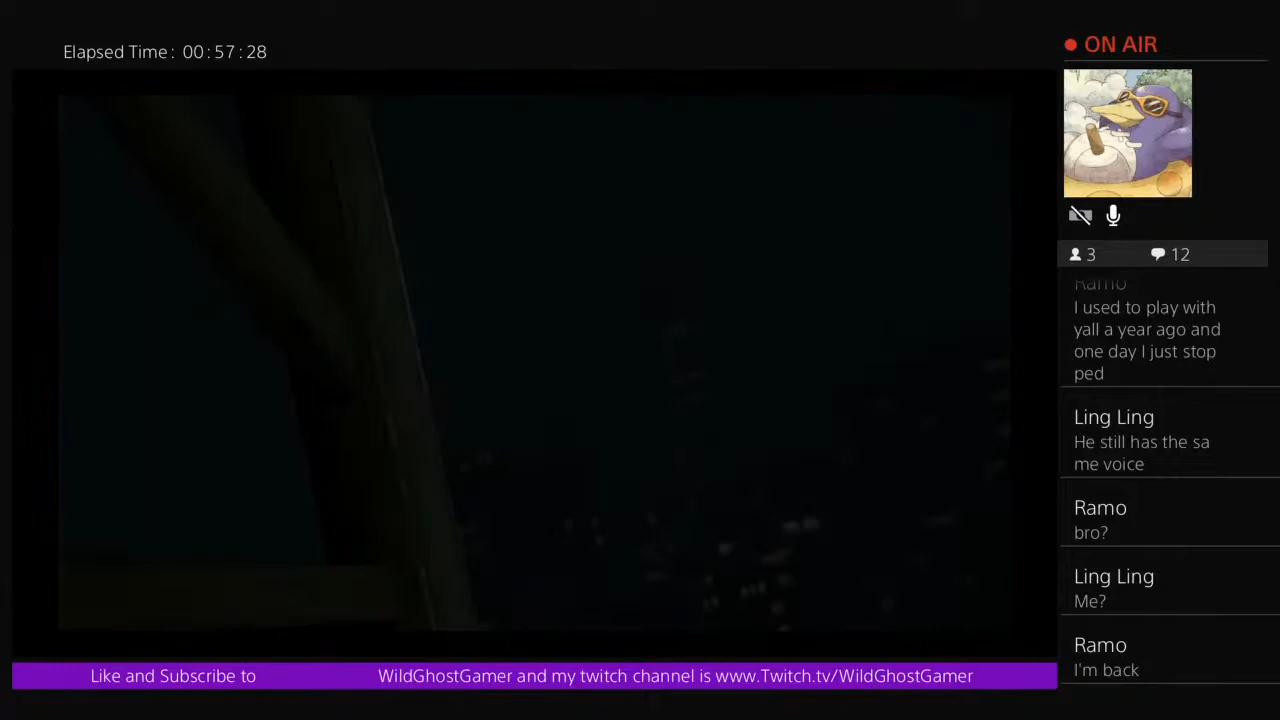 Elapsed Time: 00:57:28
ON AIR
3 12
Ramo
I used to play with
yall a year ago and
one day I just stop
ped
Ling Ling
He still has the sa
me voice
Ramo
bro?
Ling Ling
Me?
Ramo
I'm back
Like and Subscribe to WildGhostGamer and my twitch channel is www.Twitch.tv/WildGhostGamer